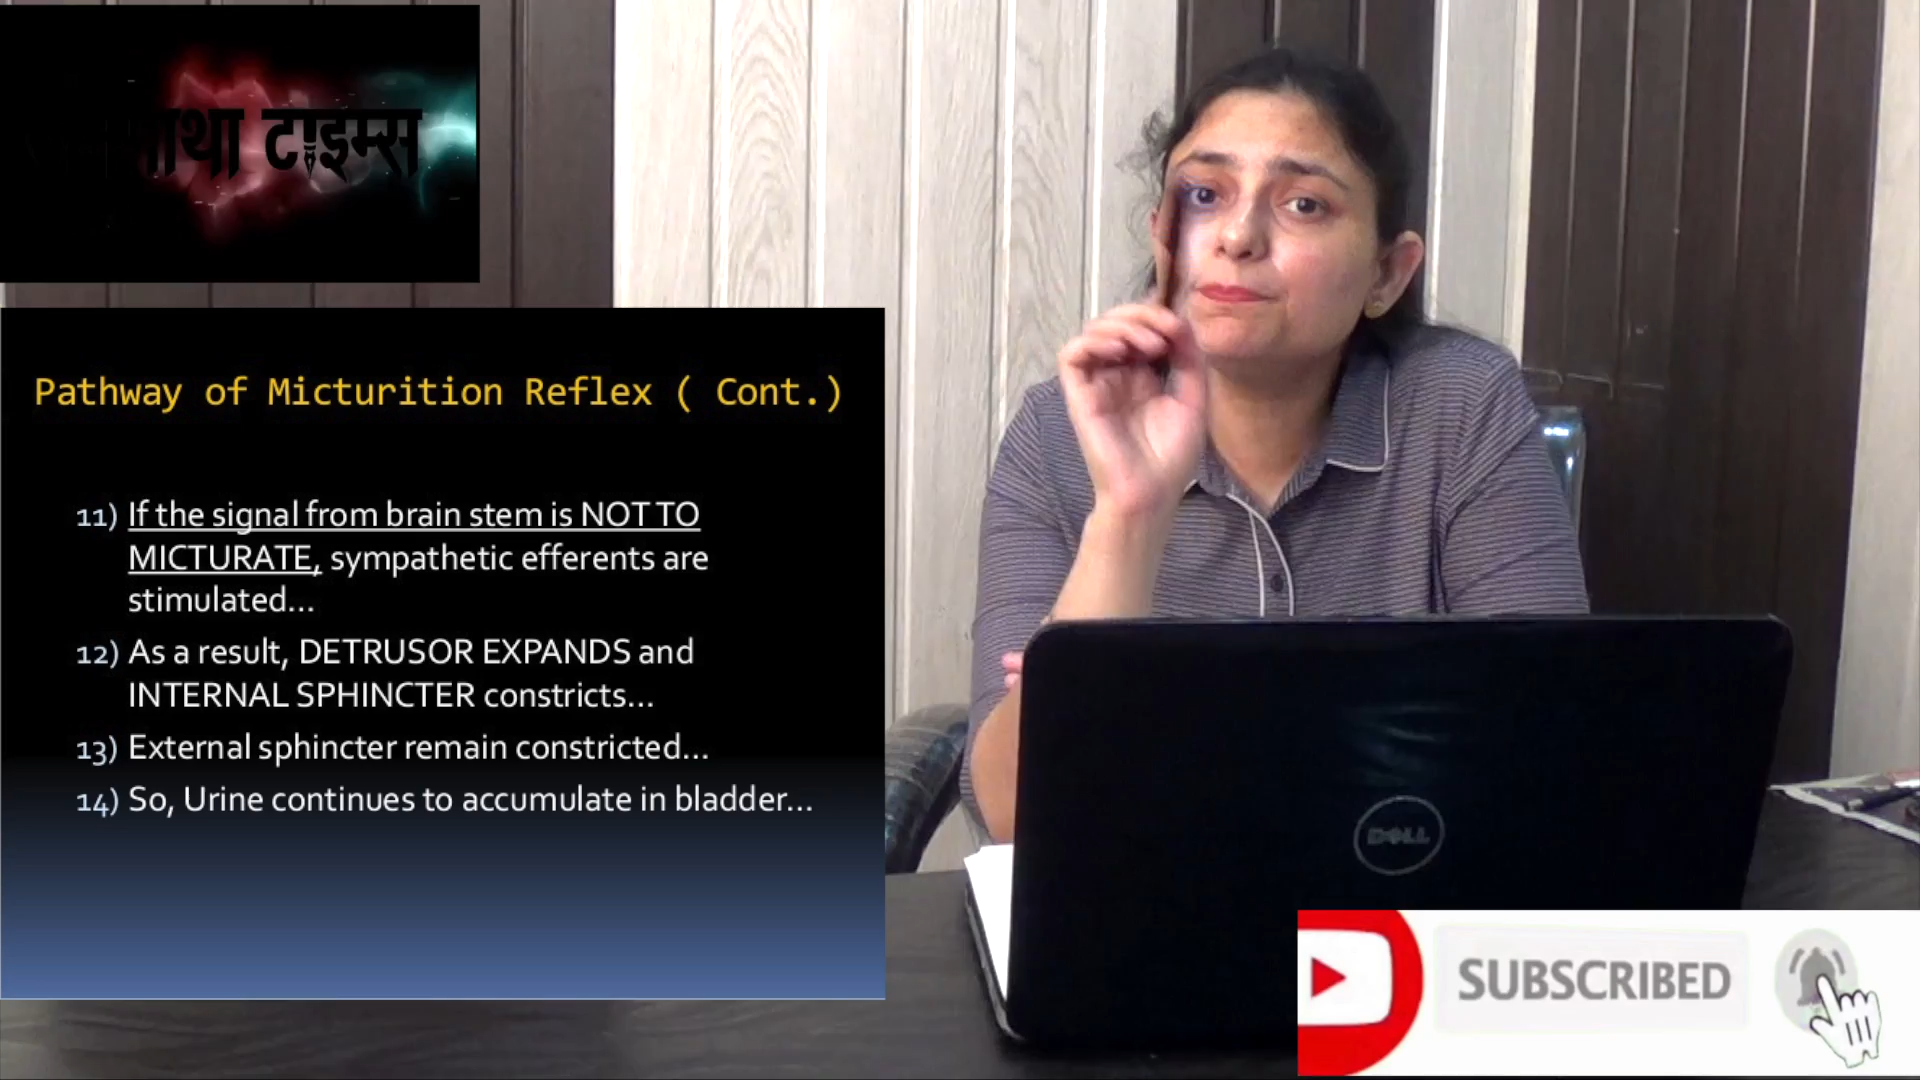 टाइम्स
Pathway of Micturition Reflex ( Cont.)
11) If the signal from brain stem is NOT TO
MICTURATE, sympathetic efferents are
stimulated...
12) As a result, DETRUSOR EXPANDS and
INTERNAL SPHINCTER constricts...
13) External sphincter remain constricted...
14) So, Urine continues to accumulate in bladder...
DELL
SUBSCRIBED